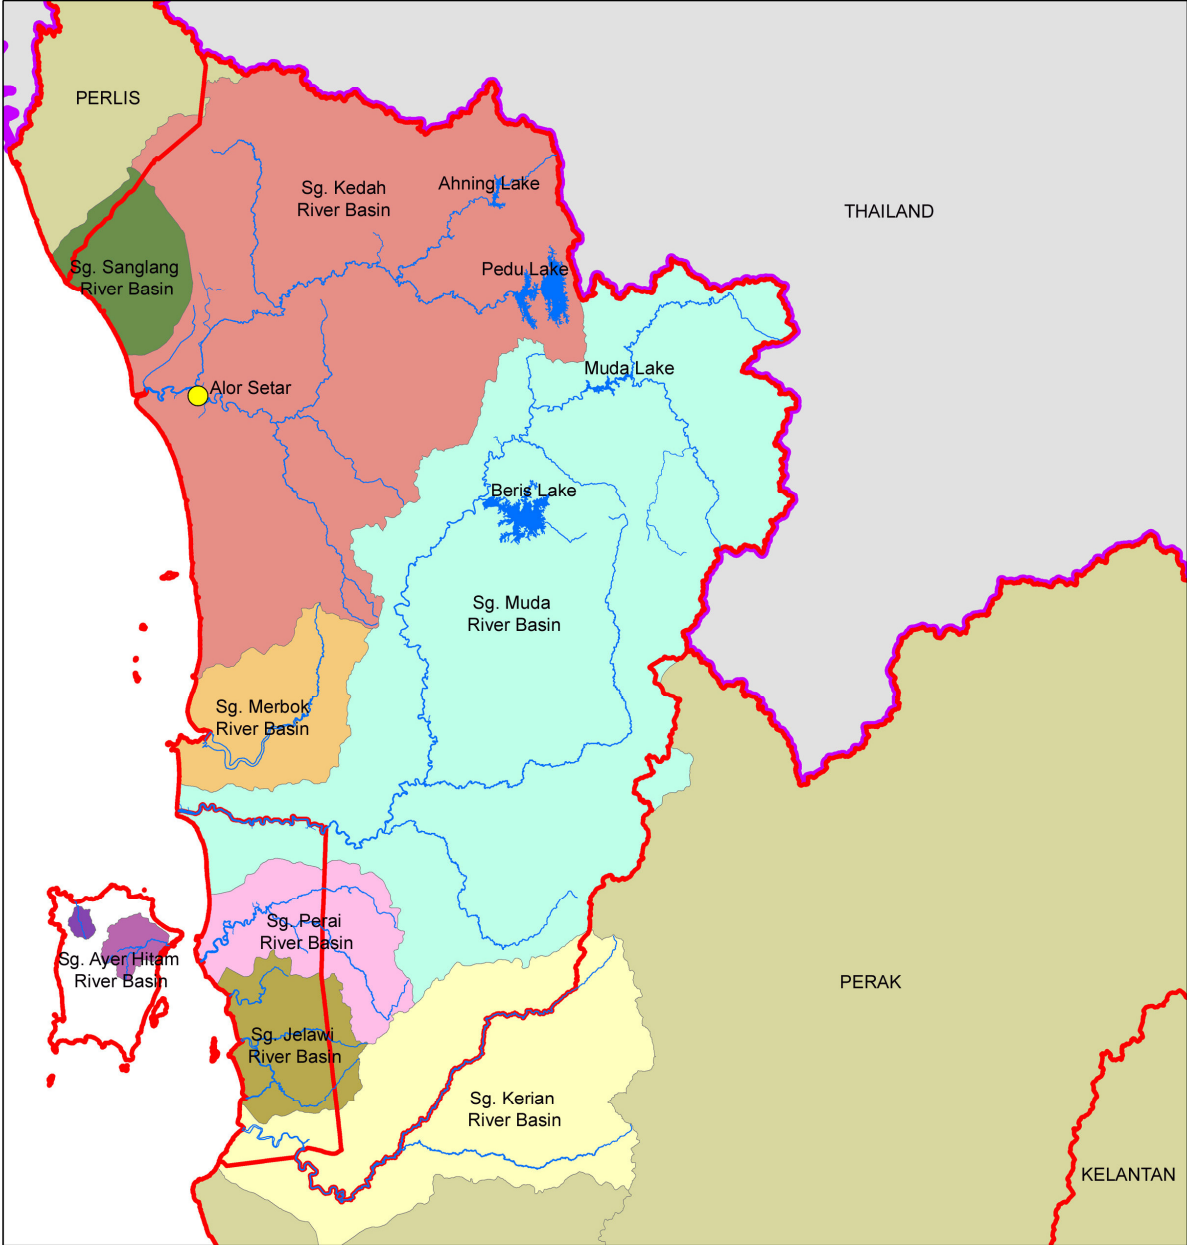 PERLIS
Sg. Kedah
River Basin
Ahning Lake
THAILAND
Sg. Sanglang
River Basin
Pedu Lake
Muda Lake
Alor Setar
Beris Lake
Sg. Muda
River Basin
Sg. Merbok
River Basin
Sg. Perai
River Basin
Sg. Ayer Hitam
River Basin
PERAK
Sg. Jelawi
River Basin
Sg. Kerian
River Basin
KELANTAN